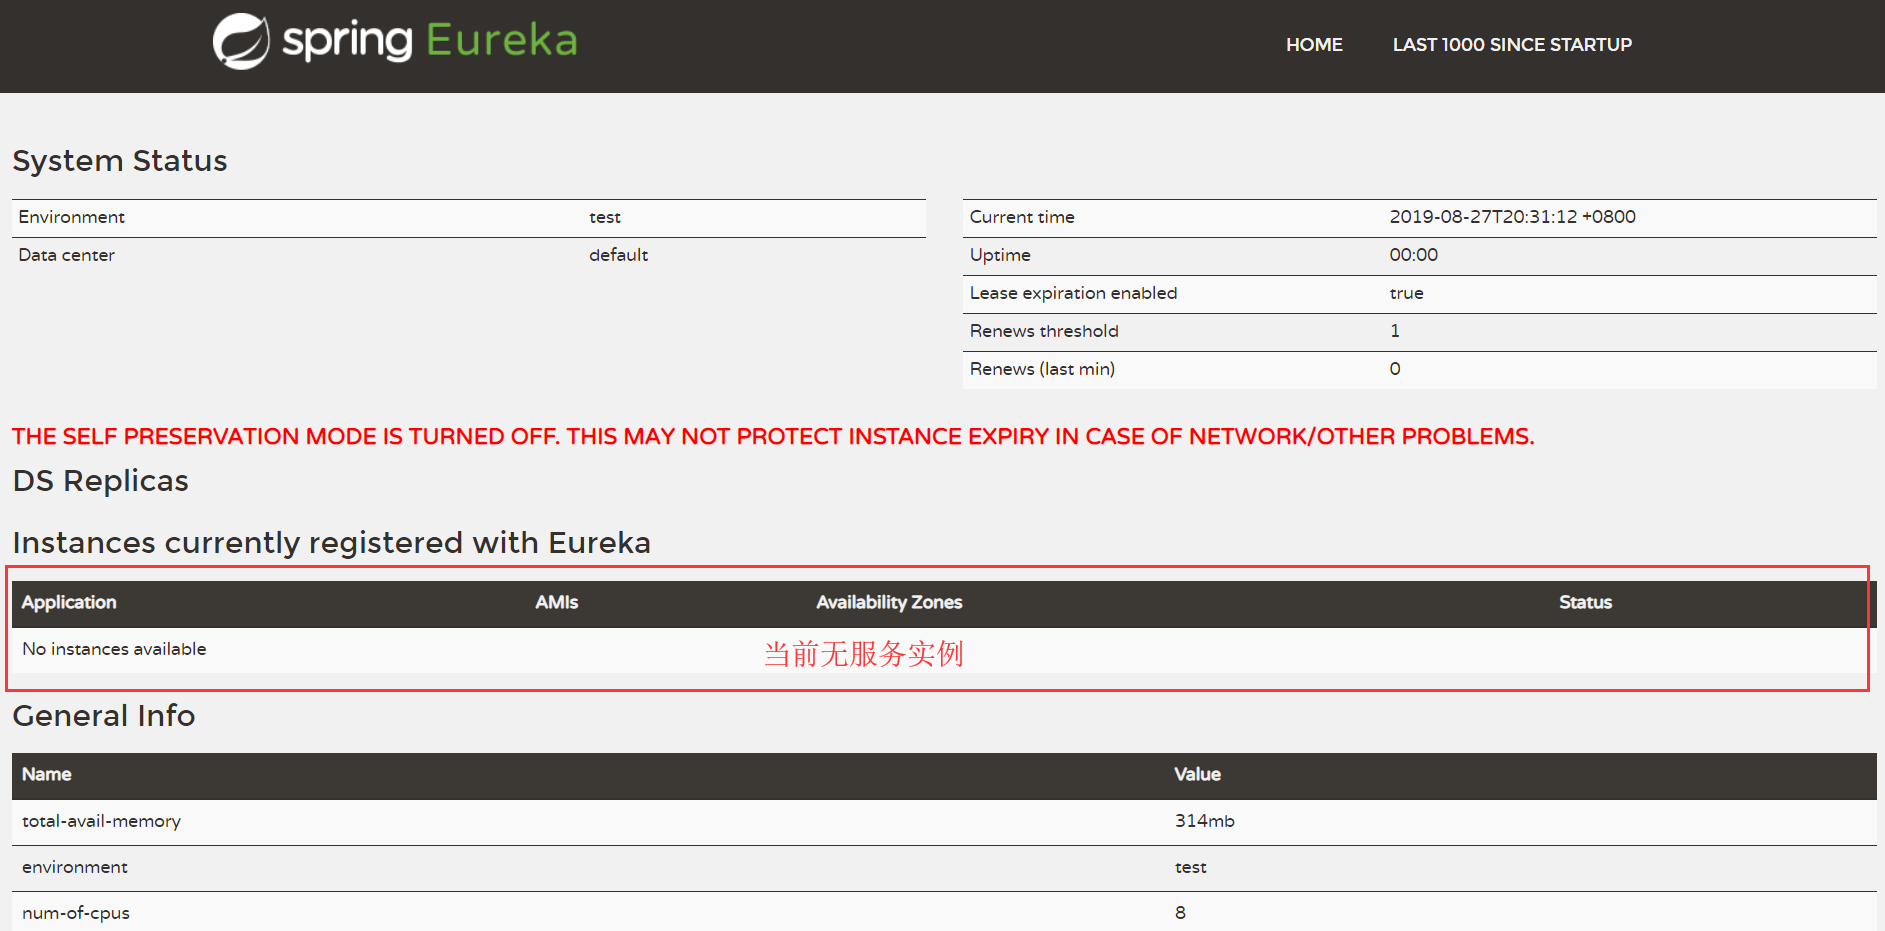 spring Eureka
HOME LAST 1000 SINCE STARTUP
System Status
Environment test
Data center default
Current time 2019-08-27T20:31:12 +0800
Uptime 00:00
Lease expiration enabled true
Renews threshold 1
Renews (last min) 0
THE SELF PRESERVATION MODE IS TURNED OFF. THIS MAY NOT PROTECT INSTANCE EXPIRY IN CASE OF NETWORK/OTHER PROBLEMS.
DS Replicas
Instances currently registered with Eureka
Application AMIs Availability Zones Status
No instances available 当前无服务实例
General Info
Name Value
total-avail-memory 314mb
environment test
num-of-cpus 8